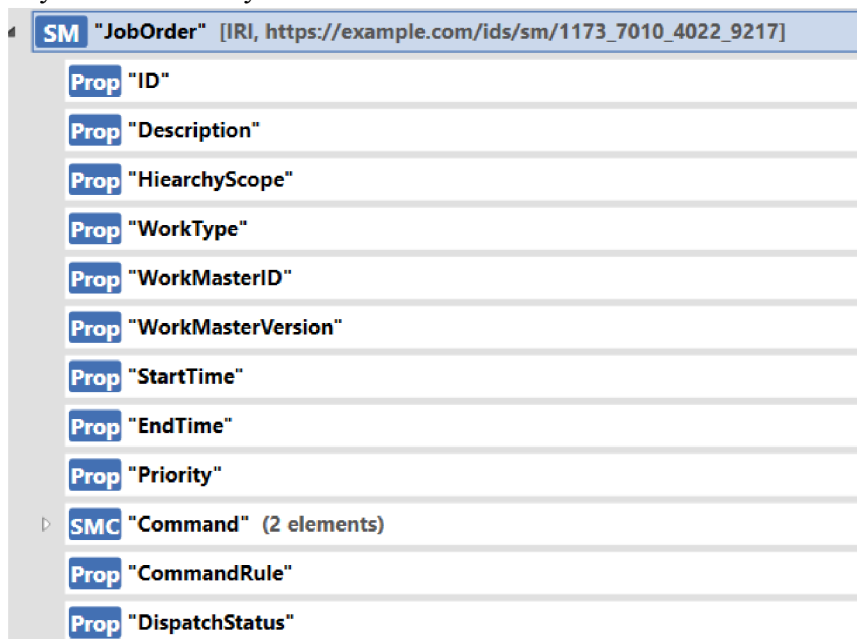 SM "JobOrder" [IRI, https://example.com/ids/sm/1173_7010_4022_9217]
Prop "ID"
Prop "Description"
Prop "HiearchyScope"
Prop "WorkType"
Prop "WorkMasterID"
Prop "WorkMasterVersion"
Prop "StartTime"
Prop "EndTime"
Prop "Priority"
SMC "Command" (2 elements)
Prop "CommandRule"
Prop "DispatchStatus"